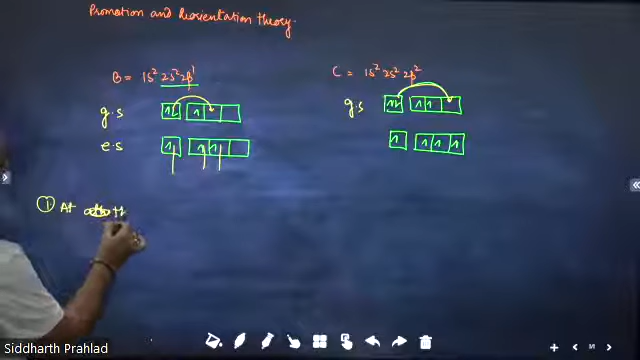 Promotion and Reorientation theory.
B = 1s² 2s² 2p¹
C = 1s² 2s² 2p²
g.s
g.s
e.s
① At
Siddharth Prahlad